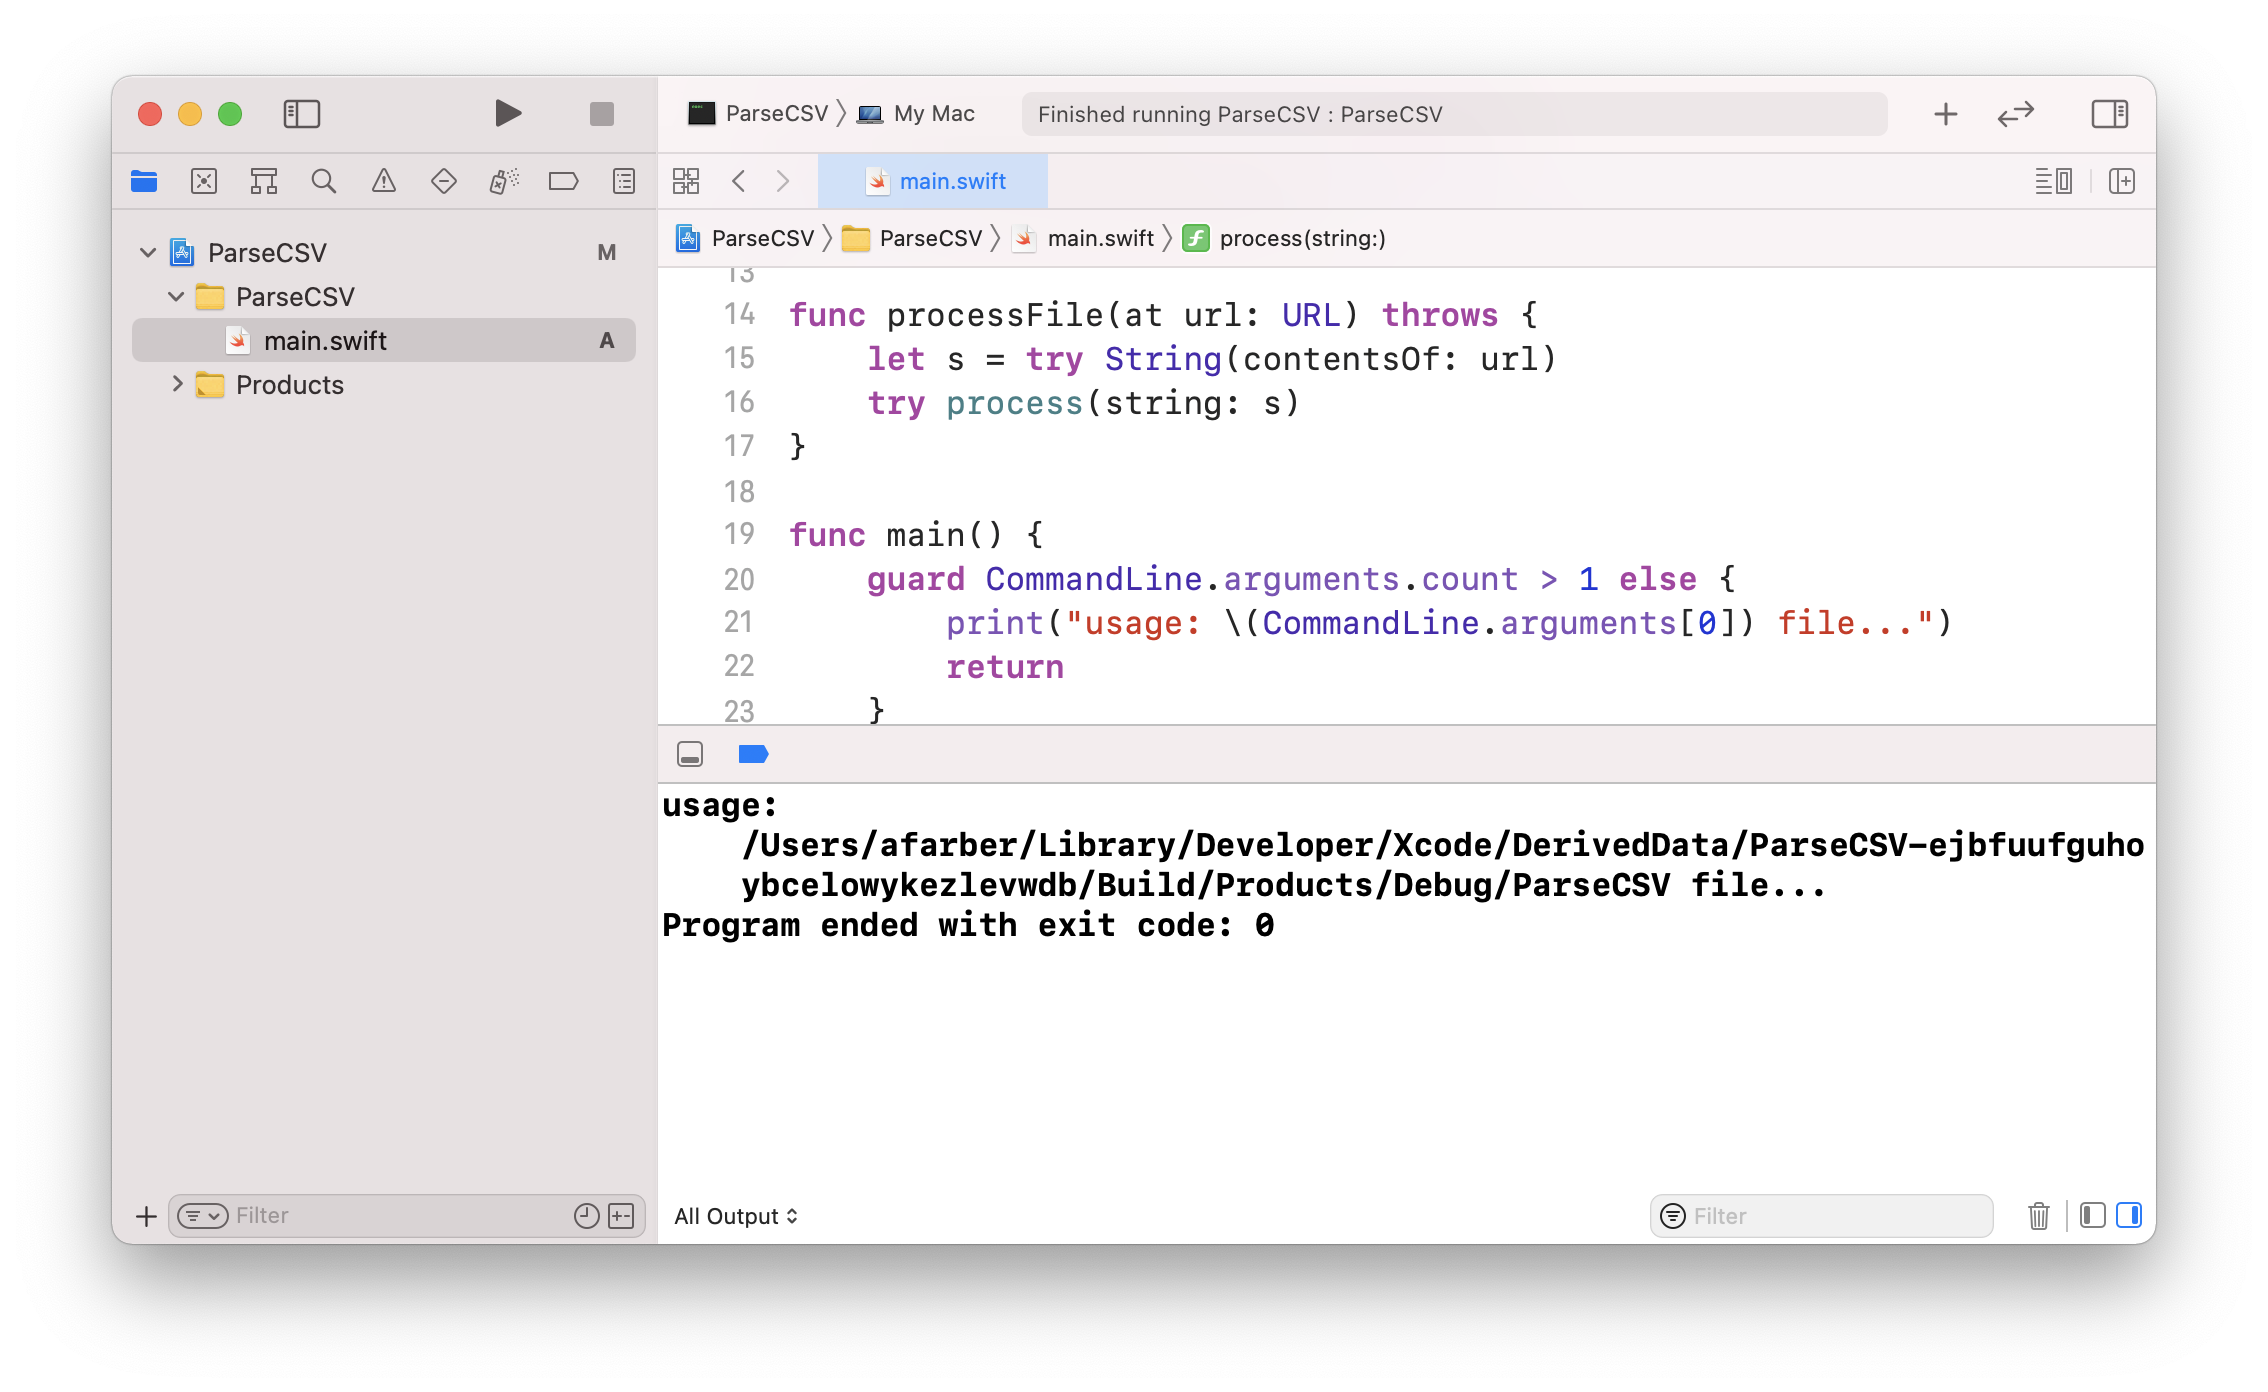 ParseCSV My Mac
Finished running ParseCSV : ParseCSV
main.swift
ParseCSV ParseCSV main.swift process(string:)
ParseCSV M
ParseCSV
main.swift A
Products
13
14 func processFile(at url: URL) throws {
15 let s = try String(contentsOf: url)
16 try process(string: s)
17 }
18
19 func main() {
20 guard CommandLine.arguments.count > 1 else {
21 print("usage: \(CommandLine.arguments[0]) file...")
22 return
23 }
usage:
/Users/afarber/Library/Developer/Xcode/DerivedData/ParseCSV-ejbfuufguho
ybcelowykezlevwdb/Build/Products/Debug/ParseCSV file...
Program ended with exit code: 0
Filter
All Output
Filter